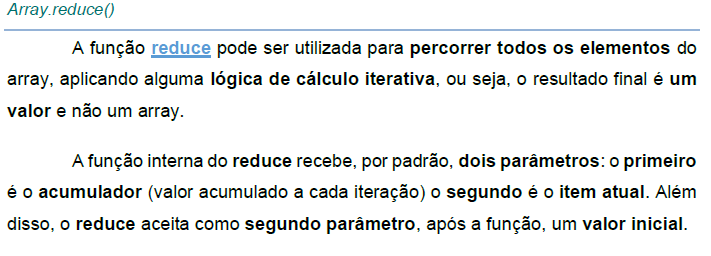 Array.reduce()
A função reduce pode ser utilizada para percorrer todos os elementos do
array, aplicando alguma lógica de cálculo iterativa, ou seja, o resultado final é um
valor e não um array.
A função interna do reduce recebe, por padrão, dois parâmetros: o primeiro
é o acumulador (valor acumulado a cada iteração) o segundo é o item atual. Além
disso, o reduce aceita como segundo parâmetro, após a função, um valor inicial.